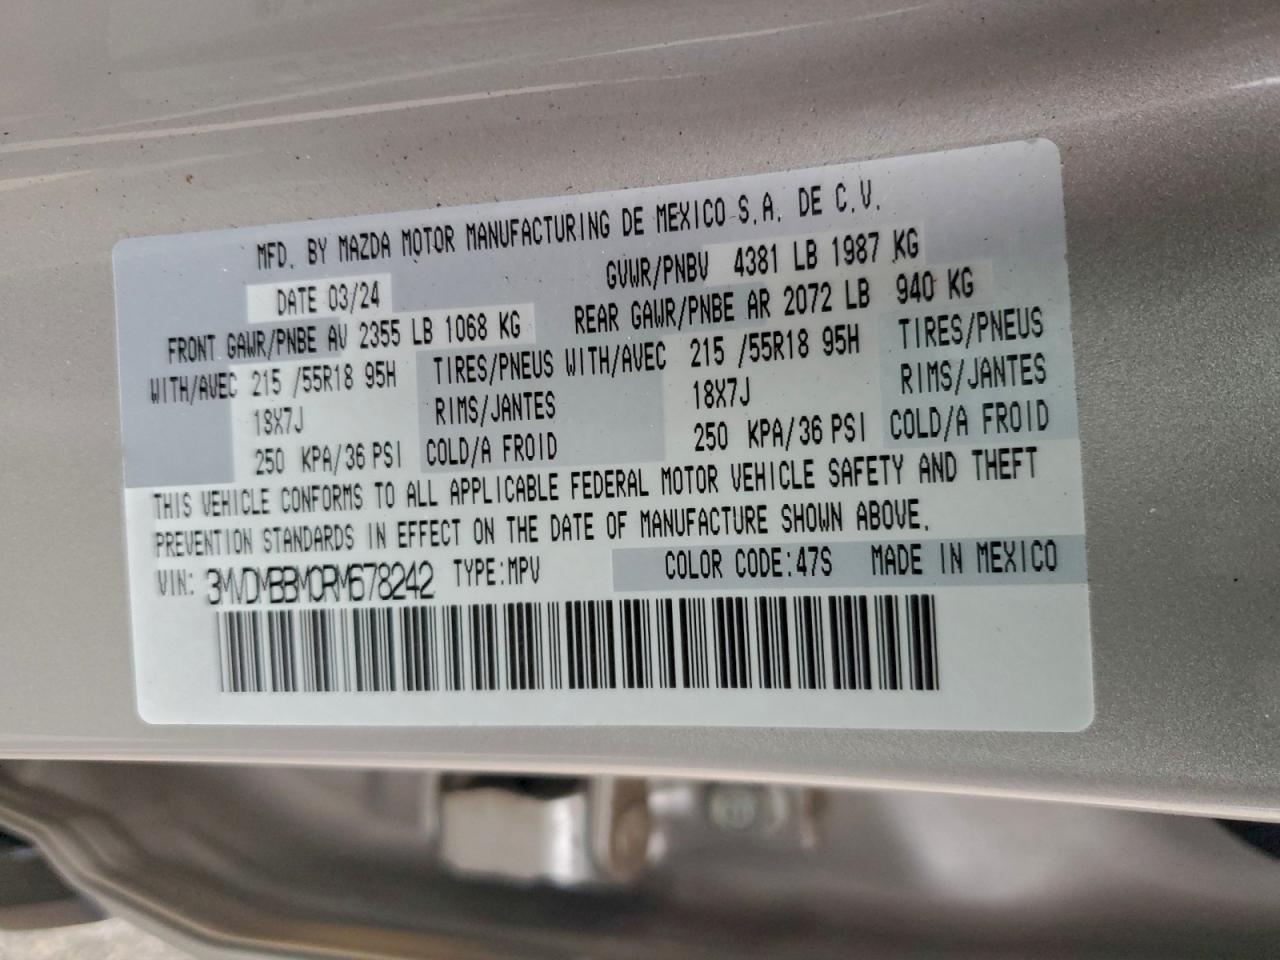 MFD. BY MAZDA MOTOR MANUFACTURING DE MEXICO S.A. DE C.V.
DATE 03/24 GVWR/PNBV 4381 LB 1987 KG
FRONT GAWR/PNBE AV 2355 LB 1068 KG REAR GAWR/PNBE AR 2072 LB 940 KG
WITH/AVEC 215 /55R18 95H TIRES/PNEUS WITH/AVEC 215 /55R18 95H TIRES/PNEUS
18X7J RIMS/JANTES 18X7J RIMS/JANTES
250 KPA/36 PSI COLD/A FROID 250 KPA/36 PSI COLD/A FROID
THIS VEHICLE CONFORMS TO ALL APPLICABLE FEDERAL MOTOR VEHICLE SAFETY AND THEFT
PREVENTION STANDARDS IN EFFECT ON THE DATE OF MANUFACTURE SHOWN ABOVE.
VIN: 3MVDMBBM0RM678242 TYPE:MPV COLOR CODE:47S MADE IN MEXICO